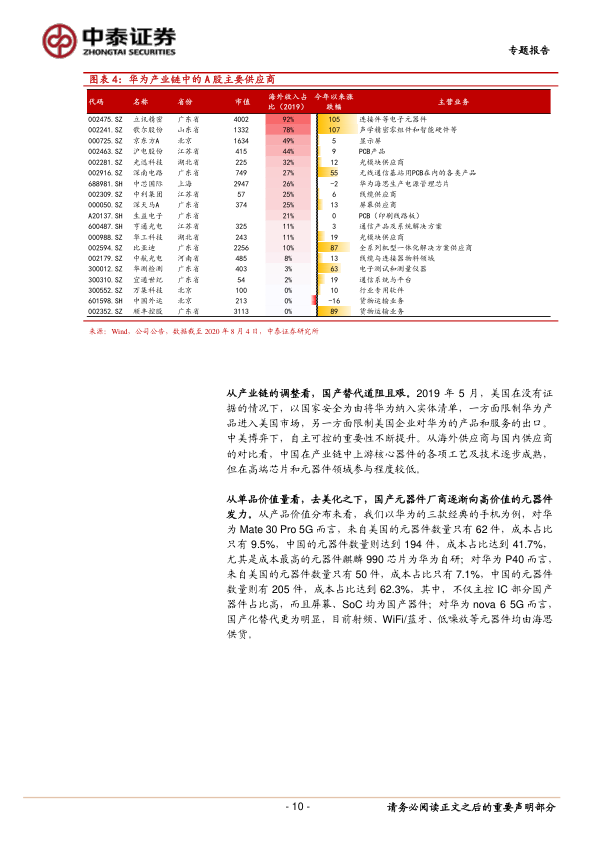 中泰证券
ZHONGTAI SECURITIES
专题报告
图表 4：华为产业链中的 A 股主要供应商
代码 名称 省份 市值 海外收入占比（2019） 今年以来涨跌幅 主营业务
002475.SZ 立讯精密 广东省 4002 92% 105 连接件等电子元器件
002241.SZ 歌尔股份 山东省 1332 78% 107 声学精密零组件和智能硬件等
000725.SZ 京东方A 北京 1634 49% 5 显示屏
002463.SZ 沪电股份 江苏省 415 44% 9 PCB产品
002281.SZ 光迅科技 湖北省 225 32% 12 光模块供应商
002916.SZ 深南电路 广东省 749 27% 55 无线通信基站用PCB在内的各类产品
688981.SH 中芯国际 上海 2947 26% -2 华为海思生产电源管理芯片
002309.SZ 中利集团 江苏省 57 25% 6 线缆供应商
000050.SZ 深天马A 广东省 374 25% 13 屏幕供应商
A20137.SH 生益电子 广东省 21% 0 PCB（印刷线路板）
600487.SH 亨通光电 江苏省 325 11% 3 通信产品及系统解决方案
000988.SZ 华工科技 湖北省 243 11% 19 光模块供应商
002594.SZ 比亚迪 广东省 2256 10% 87 全系列机型一体化解决方案供应商
002179.SZ 中航光电 河南省 485 8% 13 线缆与连接器物料领域
300012.SZ 华测检测 广东省 403 3% 63 电子测试和测量仪器
300310.SZ 宜通世纪 广东省 54 2% 19 通信系统与平台
300552.SZ 万集科技 北京 100 0% 10 行业专用软件
601598.SH 中国外运 北京 213 0% -16 货物运输业务
002352.SZ 顺丰控股 广东省 3113 0% 89 货物运输业务
来源：Wind，公司公告，数据截至 2020 年 8 月 4 日，中泰证券研究所
从产业链的调整看，国产替代道阻且艰。2019 年 5 月，美国在没有证
据的情况下，以国家安全为由将华为纳入实体清单，一方面限制华为产
品进入美国市场，另一方面限制美国企业对华为的产品和服务的出口。
中美博弈下，自主可控的重要性不断提升。从海外供应商与国内供应商
的对比看，中国在产业链中上游核心器件的各项工艺及技术逐步成熟，
但在高端芯片和元器件领域参与程度较低。
从单品价值量看，去美化之下，国产元器件厂商逐渐向高价值的元器件
发力。从产品价值分布来看，我们以华为的三款经典的手机为例，对华
为 Mate 30 Pro 5G 而言，来自美国的元器件数量只有 62 件，成本占比
只有 9.5%，中国的元器件数量则达到 194 件，成本占比达到 41.7%，
尤其是成本最高的元器件麒麟 990 芯片为华为自研；对华为 P40 而言，
来自美国的元器件数量只有 50 件，成本占比只有 7.1%，中国的元器件
数量则有 205 件，成本占比达到 62.3%，其中，不仅主控 IC 部分国产
器件占比高，而且屏幕、SoC 均为国产器件；对华为 nova 6 5G 而言，
国产化替代更为明显，目前射频、WiFi/蓝牙、低噪放等元器件均由海思
供货。
- 10 -
请务必阅读正文之后的重要声明部分